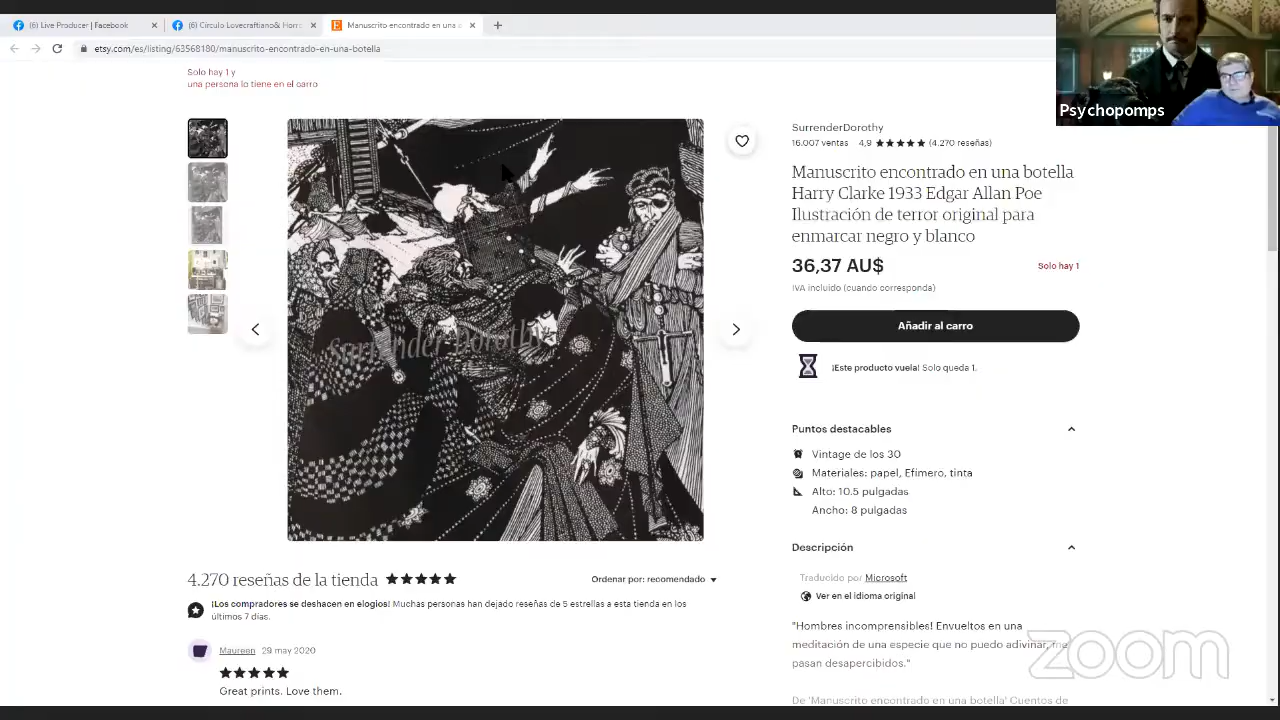 (6) Live Producer | Facebook
(6) Círculo Lovecraftiano& Horro
Manuscrito encontrado en una
etsy.com/es/listing/63568180/manuscrito-encontrado-en-una-botella
Psychopomps
Solo hay 1 y
una persona lo tiene en el carro
SurrenderDorothy
16.007 ventas 4,9 ★★★★★ (4.270 reseñas)
Manuscrito encontrado en una botella
Harry Clarke 1933 Edgar Allan Poe
Ilustración de terror original para
enmarcar negro y blanco
36,37 AU$
Solo hay 1
IVA incluido (cuando corresponda)
Añadir al carro
¡Este producto vuela! Solo queda 1.
Surrender Dorothy
Puntos destacables
Vintage de los 30
Materiales: papel, Efímero, tinta
Alto: 10.5 pulgadas
Ancho: 8 pulgadas
Descripción
Traducido por Microsoft
Ver en el idioma original
"Hombres incomprensibles! Envueltos en una
meditación de una especie que no puedo adivinar, me
pasan desapercibidos."
De 'Manuscrito encontrado en una botella' Cuentos de
4.270 reseñas de la tienda ★★★★★
Ordenar por: recomendado
¡Los compradores se deshacen en elogios! Muchas personas han dejado reseñas de 5 estrellas a esta tienda en los
últimos 7 días.
Maureen 29 may 2020
★★★★★
Great prints. Love them.
zoom